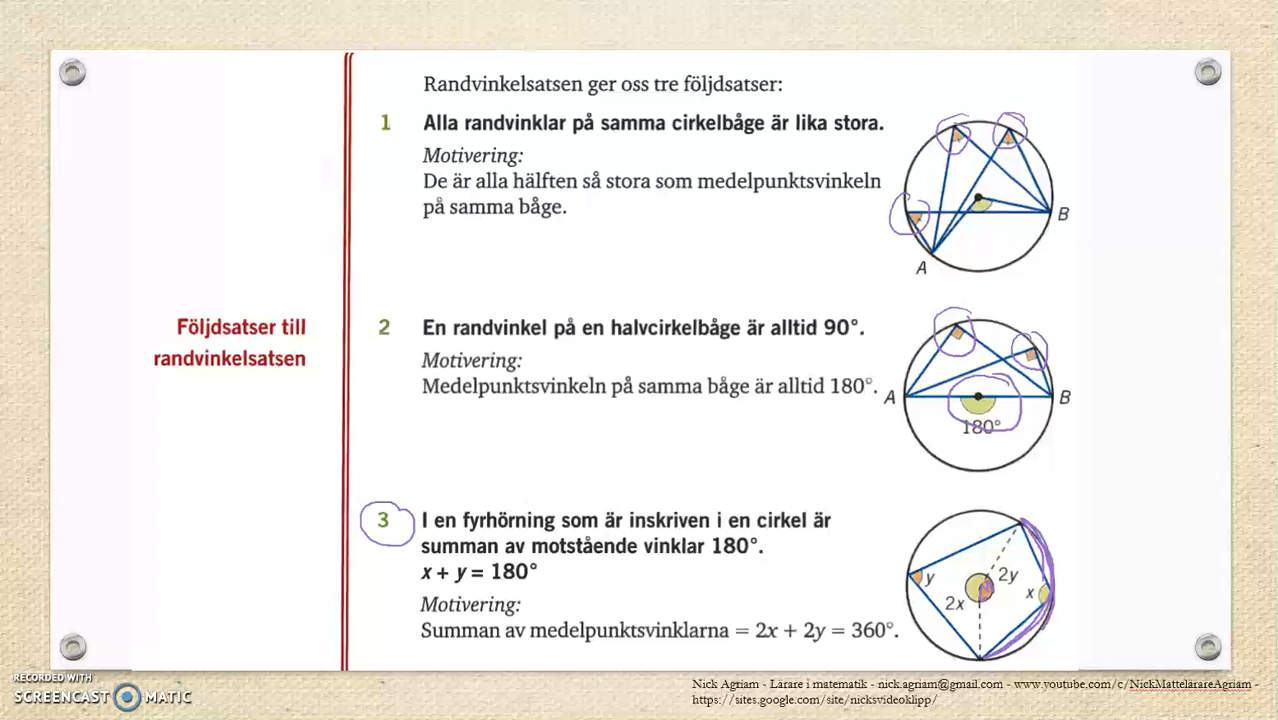 Randvinkelsatsen ger oss tre följdsatser:
1 Alla randvinklar på samma cirkelbåge är lika stora.
Motivering:
De är alla hälften så stora som medelpunktsvinkeln
på samma båge.
B
A
Följdsatser till
randvinkelsatsen
2 En randvinkel på en halvcirkelbåge är alltid 90°.
Motivering:
Medelpunktsvinkeln på samma båge är alltid 180°.
A
B
180°
3 I en fyrhörning som är inskriven i en cirkel är
summan av motstående vinklar 180°.
x + y = 180°
Motivering:
Summan av medelpunktsvinklarna = 2x + 2y = 360°.
y
2y
x
2x
RECORDED WITH
SCREENCAST MATIC
Nick Agriam - Lärare i matematik - nick.agriam@gmail.com - www.youtube.com/c/NickMattelärareAgriam -
https://sites.google.com/site/nicksvideoklipp/